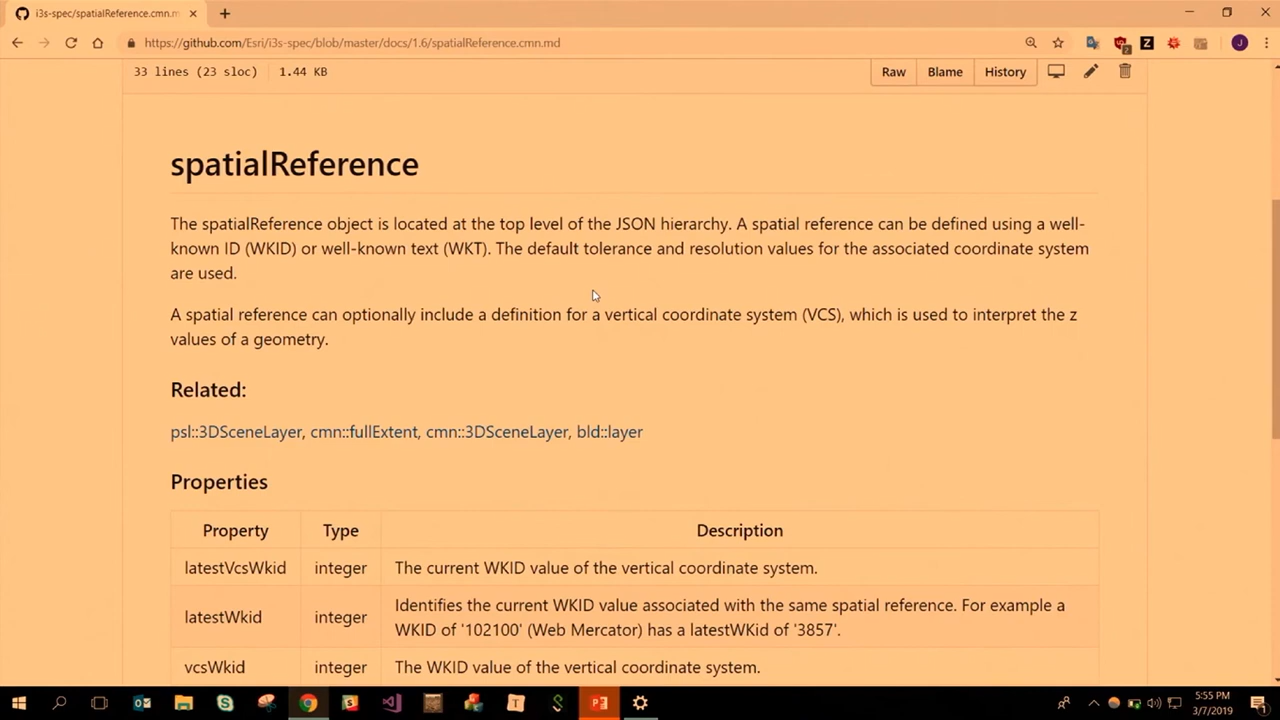 i3s-spec/spatialReference.cmn.m
https://github.com/Esri/i3s-spec/blob/master/docs/1.6/spatialReference.cmn.md
2
Z
J
33 lines (23 sloc)
1.44 KB
Raw
Blame
History
spatialReference
The spatialReference object is located at the top level of the JSON hierarchy. A spatial reference can be defined using a well-
known ID (WKID) or well-known text (WKT). The default tolerance and resolution values for the associated coordinate system
are used.
A spatial reference can optionally include a definition for a vertical coordinate system (VCS), which is used to interpret the z
values of a geometry.
Related:
psl::3DSceneLayer, cmn::fullExtent, cmn::3DSceneLayer, bld::layer
Properties
Property Type Description
latestVcsWkid integer The current WKID value of the vertical coordinate system.
latestWkid integer Identifies the current WKID value associated with the same spatial reference. For example a
WKID of '102100' (Web Mercator) has a latestWKid of '3857'.
vcsWkid integer The WKID value of the vertical coordinate system.
5:55 PM
3/7/2019